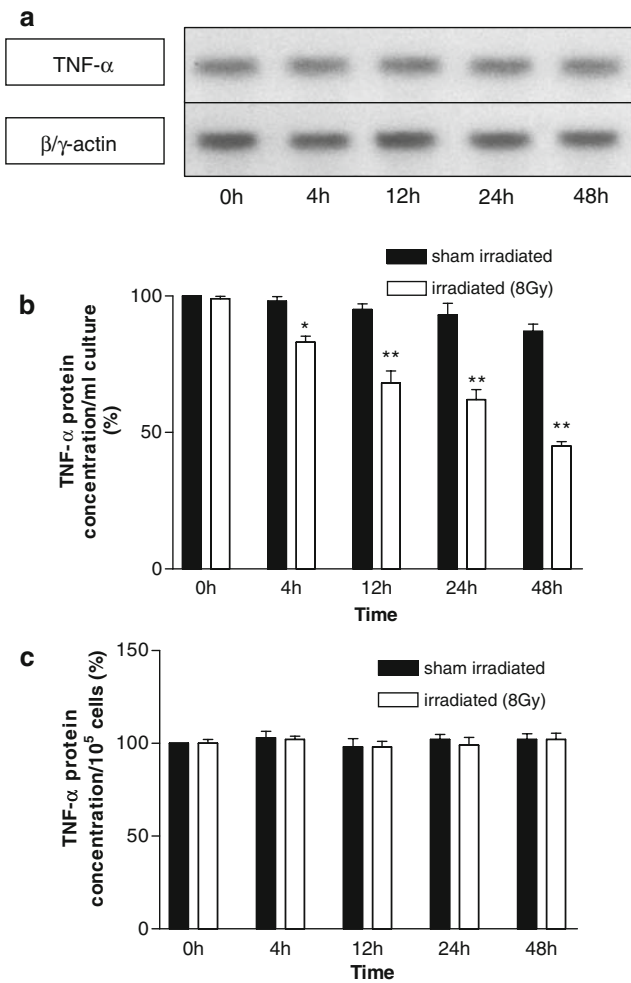 a
TNF-α
β/γ-actin
0h 4h 12h 24h 48h
b
sham irradiated
irradiated (8Gy)
TNF-α protein
concentration/ml culture
(%)
100
50
0
*
**
**
**
0h 4h 12h 24h 48h
Time
c
sham irradiated
irradiated (8Gy)
TNF-α protein
concentration/10⁵ cells (%)
150
100
50
0
0h 4h 12h 24h 48h
Time